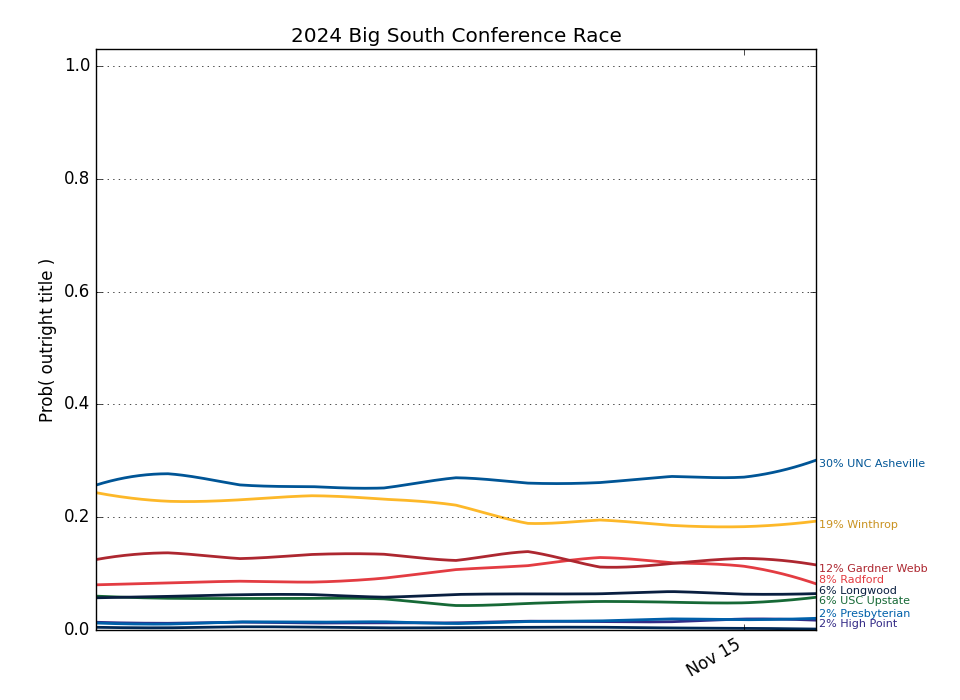 2024 Big South Conference Race
Prob( outright title )
1.0
0.8
0.6
0.4
0.2
0.0
30% UNC Asheville
19% Winthrop
12% Gardner Webb
8% Radford
6% Longwood
6% USC Upstate
2% Presbyterian
2% High Point
Nov 15